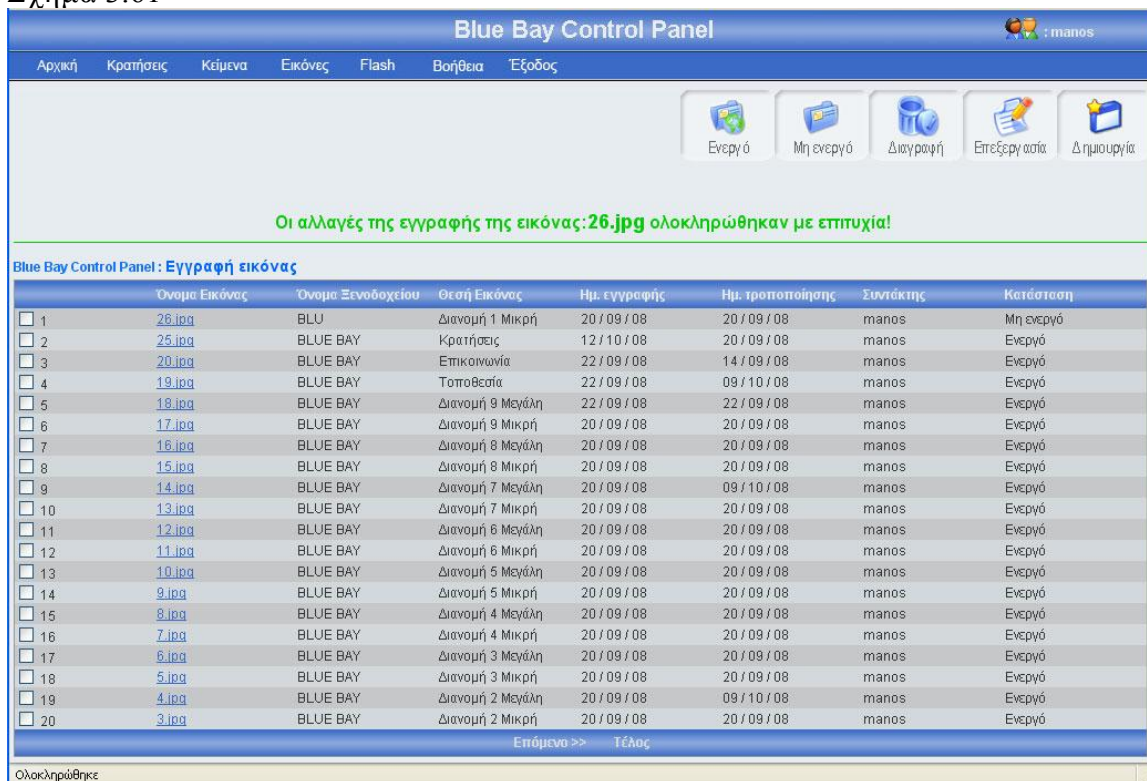 Σχήμα 5.61
Blue Bay Control Panel
: manos
Αρχική Κρατήσεις Κείμενα Εικόνες Flash Βοήθεια Έξοδος
Ενεργό Μη ενεργό Διαγραφή Επεξεργασία Δημιουργία
Οι αλλαγές της εγγραφής της εικόνας:26.jpg ολοκληρώθηκαν με επιτυχία!
Blue Bay Control Panel : Εγγραφή εικόνας
Όνομα Εικόνας Όνομα Ξενοδοχείου Θεσή Εικόνας Ημ. εγγραφής Ημ. τροποποίησης Συντάκτης Κατάσταση
1 26.jpg BLU Διανομή 1 Μικρή 20 / 09 / 08 20 / 09 / 08 manos Μη ενεργό
2 25.jpg BLUE BAY Κρατήσεις 12 / 10 / 08 20 / 09 / 08 manos Ενεργό
3 20.jpg BLUE BAY Επικοινωνία 22 / 09 / 08 14 / 09 / 08 manos Ενεργό
4 19.jpg BLUE BAY Τοποθεσία 22 / 09 / 08 09 / 10 / 08 manos Ενεργό
5 18.jpg BLUE BAY Διανομή 9 Μεγάλη 22 / 09 / 08 22 / 09 / 08 manos Ενεργό
6 17.jpg BLUE BAY Διανομή 9 Μικρή 20 / 09 / 08 20 / 09 / 08 manos Ενεργό
7 16.jpg BLUE BAY Διανομή 8 Μεγάλη 20 / 09 / 08 20 / 09 / 08 manos Ενεργό
8 15.jpg BLUE BAY Διανομή 8 Μικρή 20 / 09 / 08 20 / 09 / 08 manos Ενεργό
9 14.jpg BLUE BAY Διανομή 7 Μεγάλη 20 / 09 / 08 09 / 10 / 08 manos Ενεργό
10 13.jpg BLUE BAY Διανομή 7 Μικρή 20 / 09 / 08 20 / 09 / 08 manos Ενεργό
11 12.jpg BLUE BAY Διανομή 6 Μεγάλη 20 / 09 / 08 20 / 09 / 08 manos Ενεργό
12 11.jpg BLUE BAY Διανομή 6 Μικρή 20 / 09 / 08 20 / 09 / 08 manos Ενεργό
13 10.jpg BLUE BAY Διανομή 5 Μεγάλη 20 / 09 / 08 20 / 09 / 08 manos Ενεργό
14 9.jpg BLUE BAY Διανομή 5 Μικρή 20 / 09 / 08 20 / 09 / 08 manos Ενεργό
15 8.jpg BLUE BAY Διανομή 4 Μεγάλη 20 / 09 / 08 20 / 09 / 08 manos Ενεργό
16 7.jpg BLUE BAY Διανομή 4 Μικρή 20 / 09 / 08 20 / 09 / 08 manos Ενεργό
17 6.jpg BLUE BAY Διανομή 3 Μεγάλη 20 / 09 / 08 20 / 09 / 08 manos Ενεργό
18 5.jpg BLUE BAY Διανομή 3 Μικρή 20 / 09 / 08 20 / 09 / 08 manos Ενεργό
19 4.jpg BLUE BAY Διανομή 2 Μεγάλη 20 / 09 / 08 09 / 10 / 08 manos Ενεργό
20 3.jpg BLUE BAY Διανομή 2 Μικρή 20 / 09 / 08 20 / 09 / 08 manos Ενεργό
Επόμενο >> Τέλος
Ολοκληρώθηκε